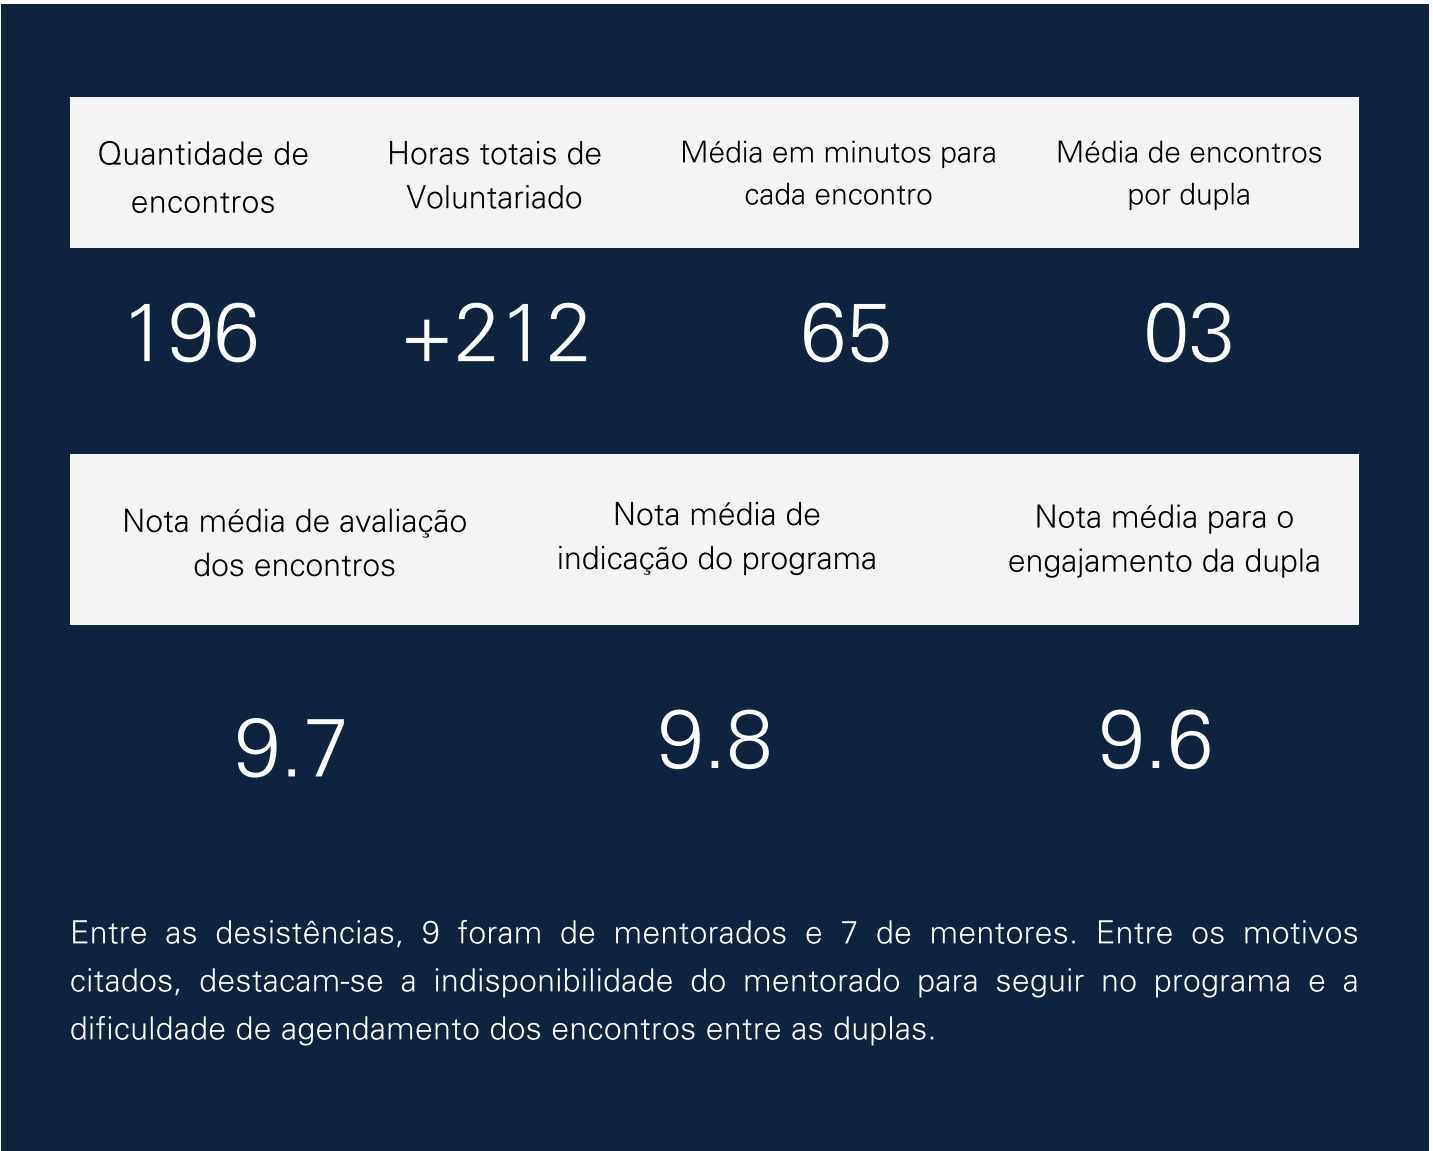 Quantidade de
encontros
Horas totais de
Voluntariado
Média em minutos para
cada encontro
Média de encontros
por dupla
196
+212
65
03
Nota média de avaliação
dos encontros
Nota média de
indicação do programa
Nota média para o
engajamento da dupla
9.7
9.8
9.6
Entre as desistências, 9 foram de mentorados e 7 de mentores. Entre os motivos
citados, destacam-se a indisponibilidade do mentorado para seguir no programa e a
dificuldade de agendamento dos encontros entre as duplas.